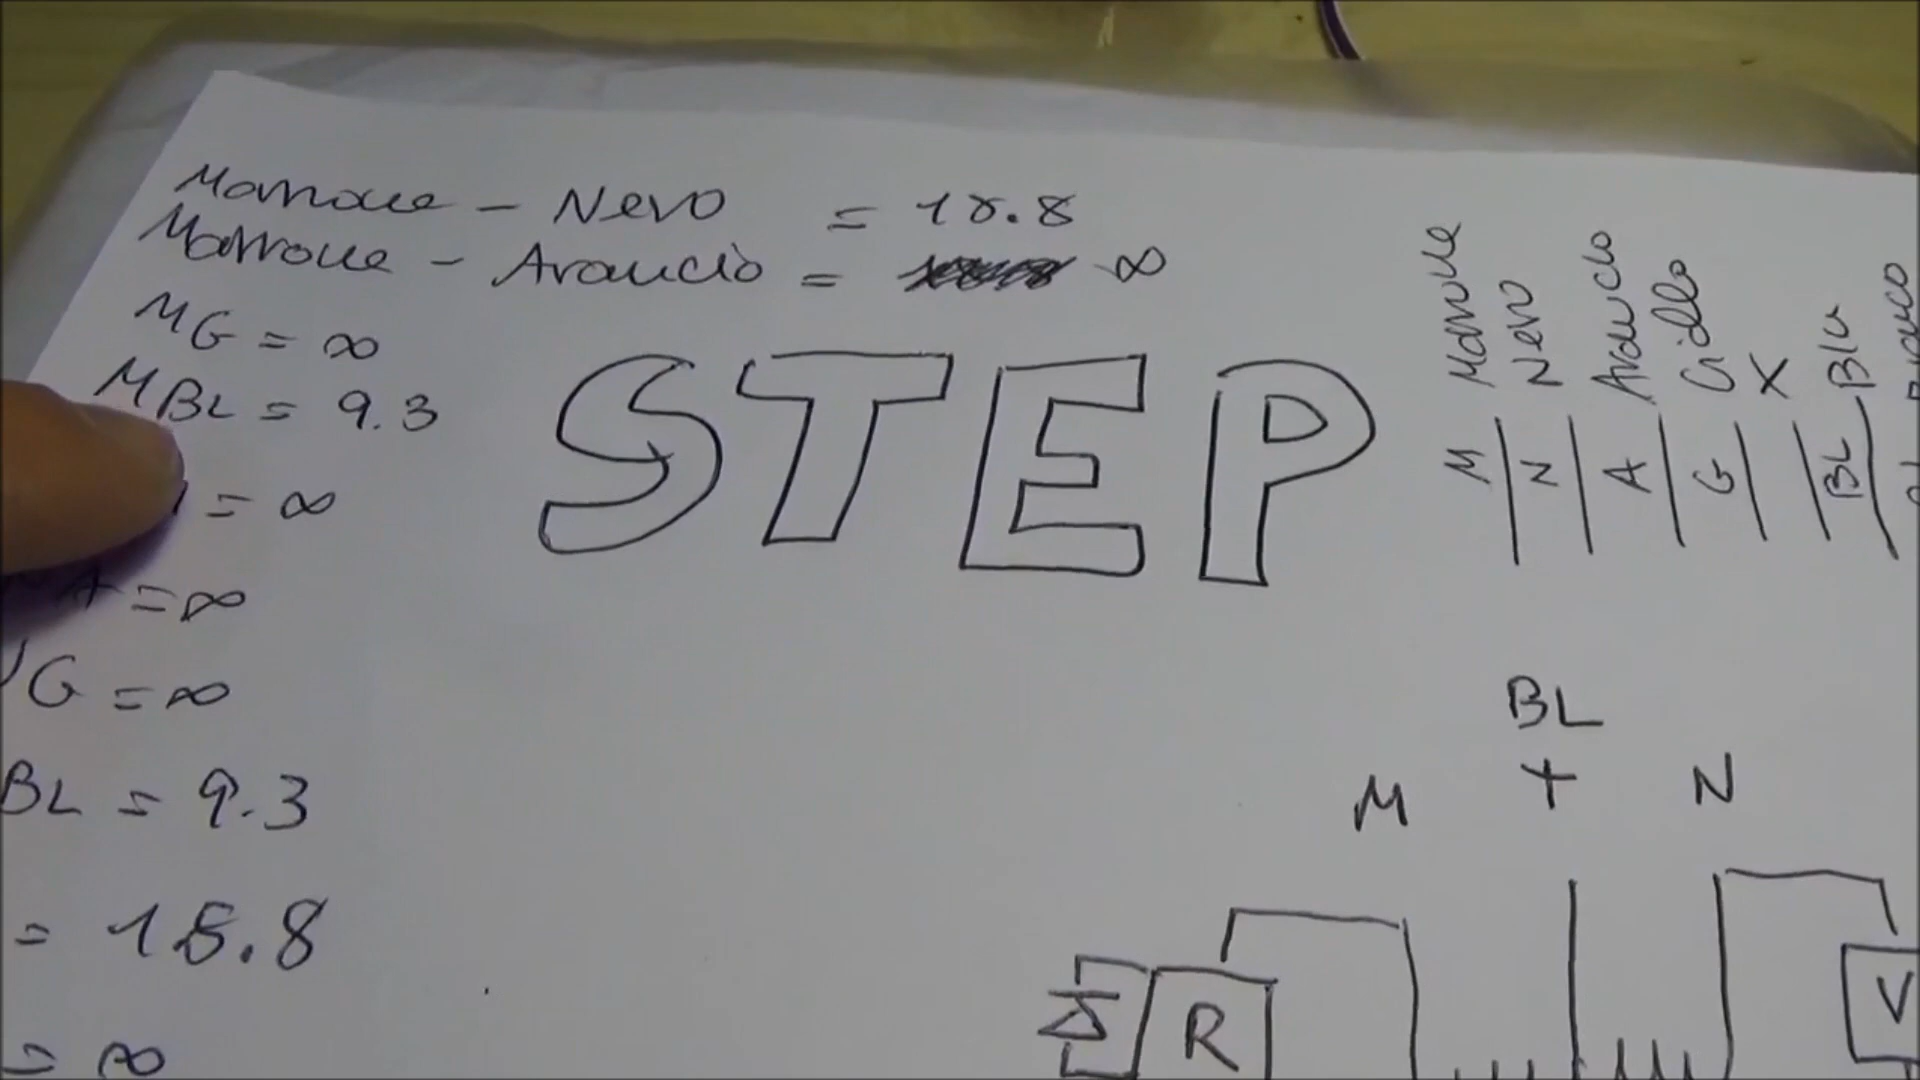 Marrone - Nero = 18.8
Marrone - Arancio = ∞
MG = ∞
MBL = 9.3
= ∞
= ∞
G = ∞
BL = 9.3
= 18.8
= ∞
STEP
Marrone
Nero
Arancio
Giallo
X
Blu
Bianco
M
N
A
G
BL
BL
M + N
R
V